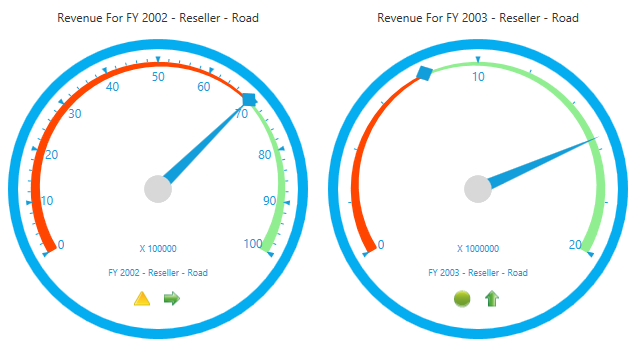 Revenue For FY 2002 - Reseller - Road
0
10
20
30
40
50
60
70
80
90
100
X 100000
FY 2002 - Reseller - Road
Revenue For FY 2003 - Reseller - Road
0
10
20
X 1000000
FY 2003 - Reseller - Road